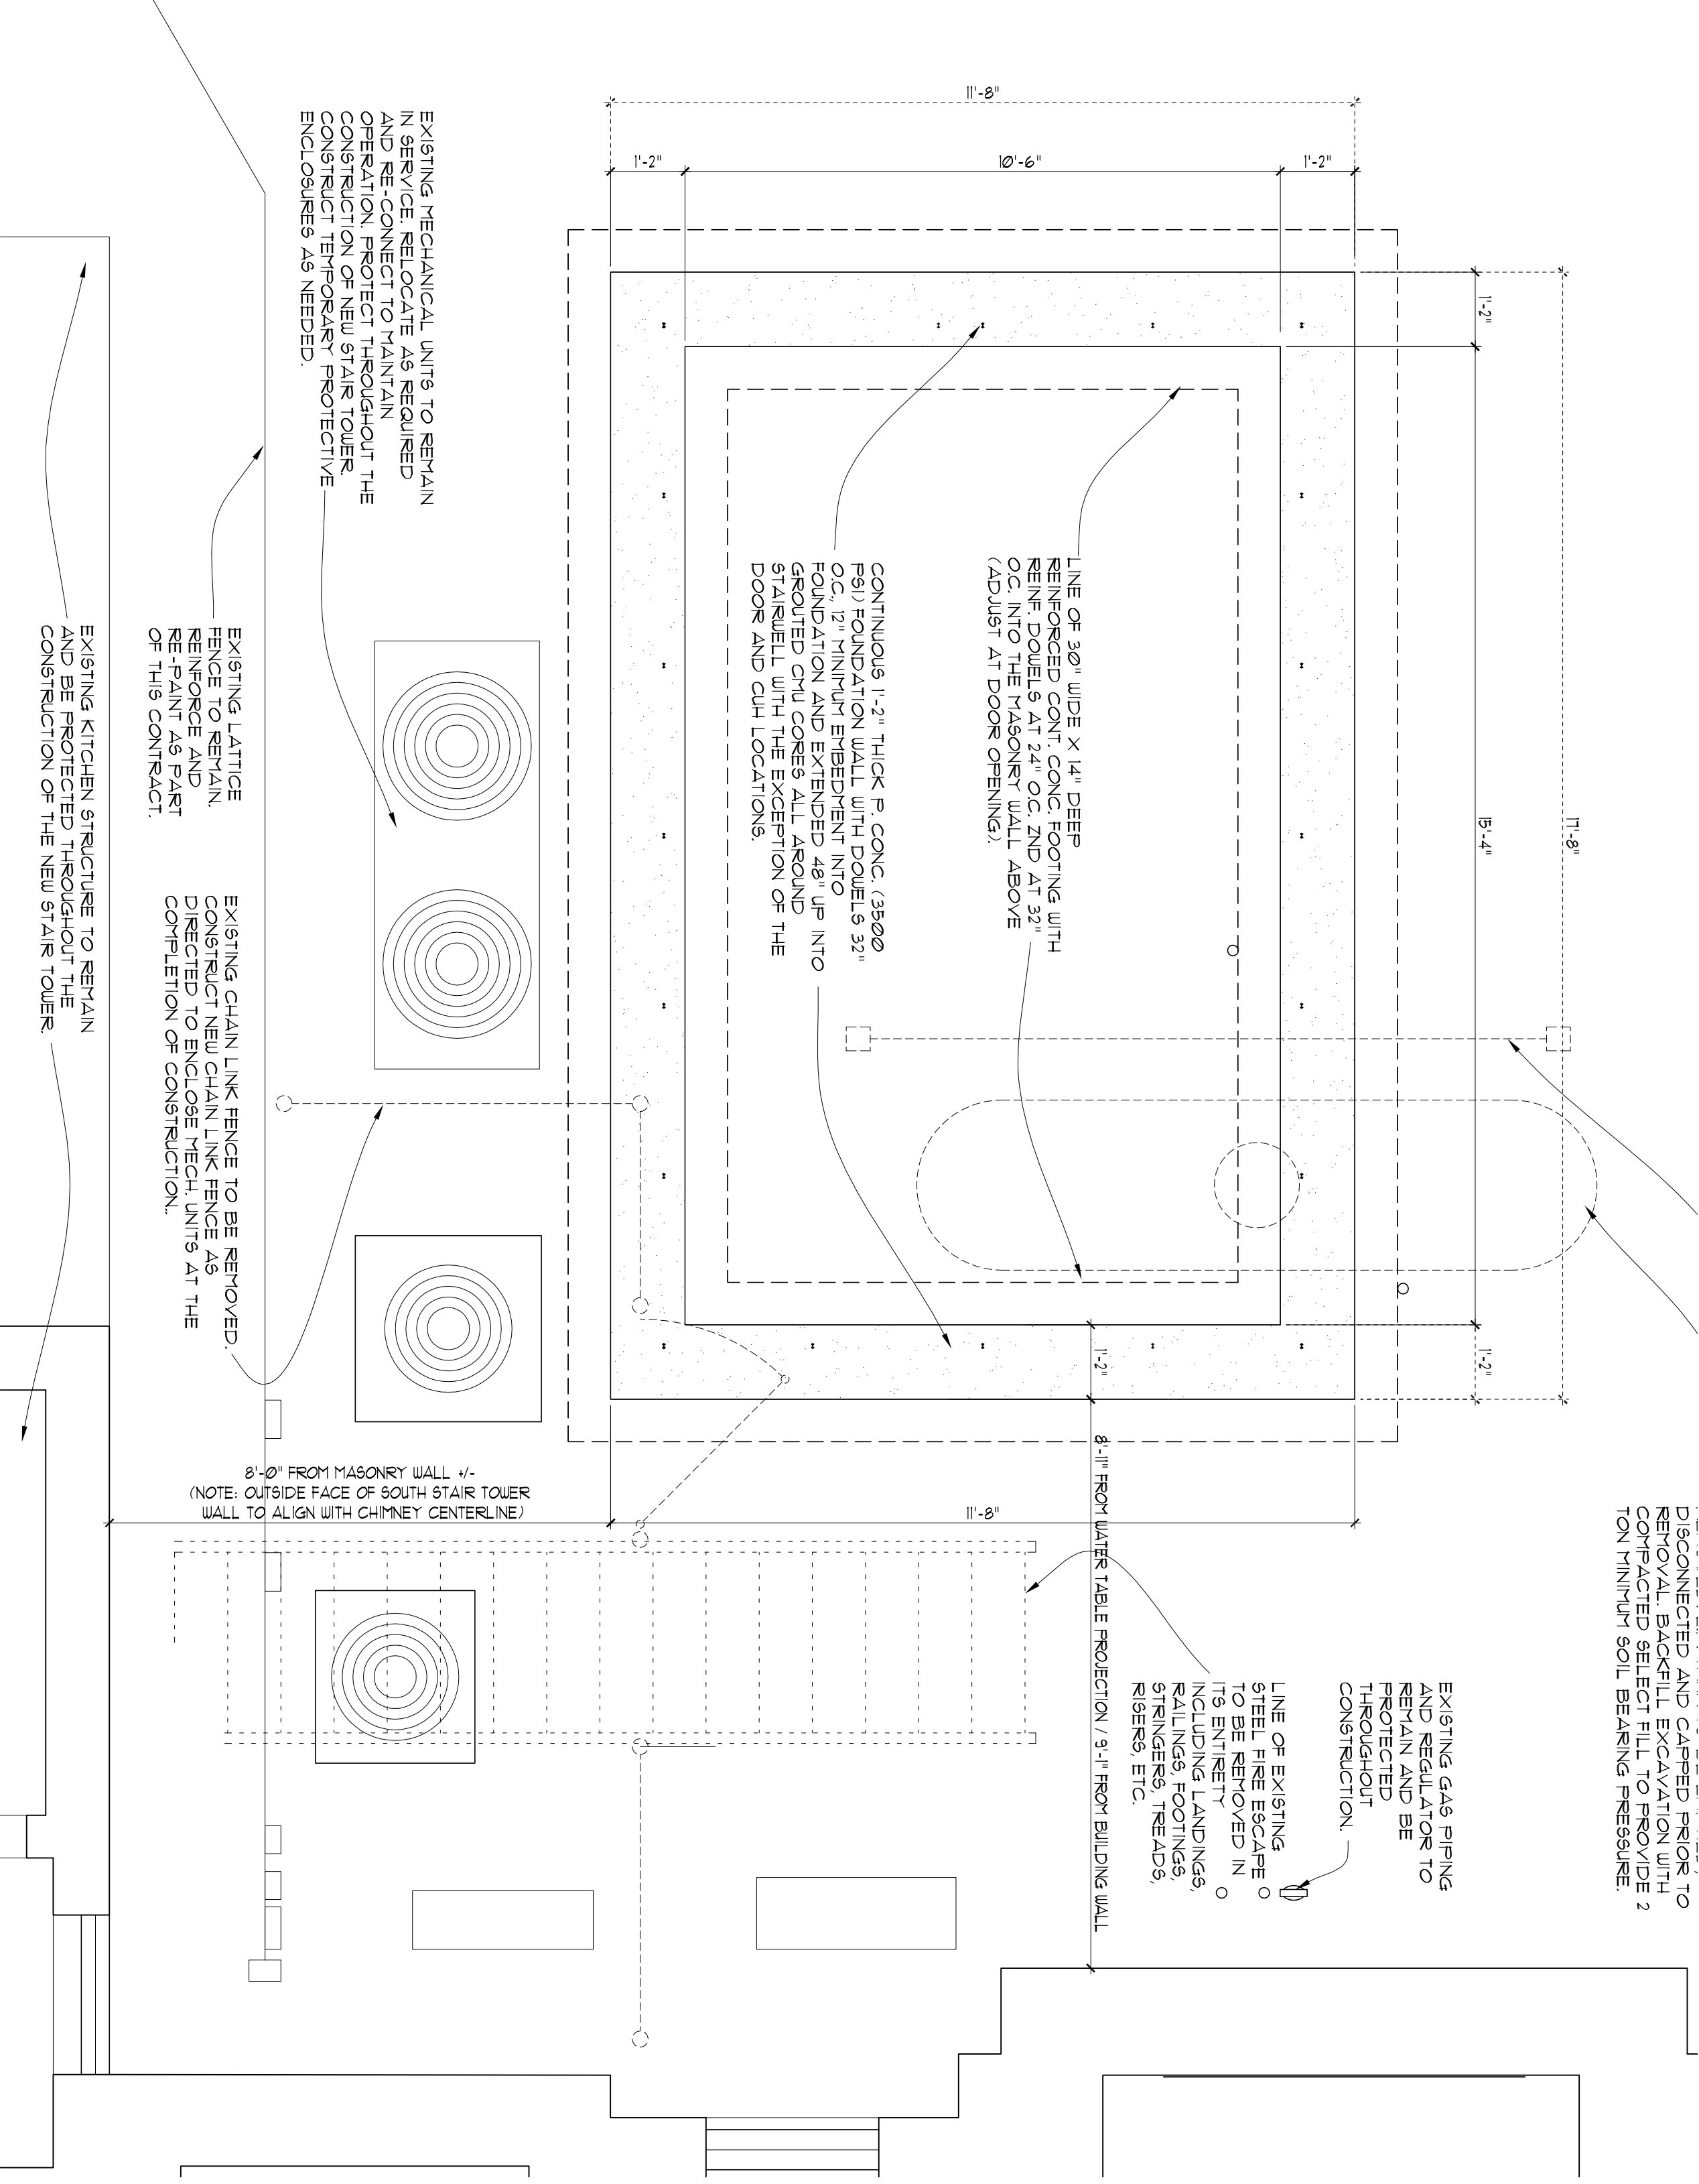 11'-8"
1'-2"
10'-6"
1'-2"
EXISTING MECHANICAL UNITS TO REMAIN
IN SERVICE. RELOCATE AS REQUIRED
AND RE-CONNECT TO MAINTAIN
OPERATION. PROTECT THROUGHOUT THE
CONSTRUCTION OF NEW STAIR TOWER.
CONSTRUCT TEMPORARY PROTECTIVE
ENCLOSURES AS NEEDED.
1'-2"
15'-4"
17'-8"
1'-2"
LINE OF 30" WIDE X 14" DEEP
REINFORCED CONT. CONC. FOOTING WITH
REINF. DOWELS AT 24" O.C. 2ND AT 32"
O.C. INTO THE MASONRY WALL ABOVE
(ADJUST AT DOOR OPENING).
CONTINUOUS 1'-2" THICK P. CONC. (3500
PSI) FOUNDATION WALL WITH DOWELS 32"
O.C., 12" MINIMUM EMBEDMENT INTO
FOUNDATION AND EXTENDED 48" UP INTO
GROUTED CMU CORES ALL AROUND
STAIRWELL WITH THE EXCEPTION OF THE
DOOR AND CUH LOCATIONS.
EXISTING LATTICE
FENCE TO REMAIN.
REINFORCE AND
RE-PAINT AS PART
OF THIS CONTRACT.
EXISTING KITCHEN STRUCTURE TO REMAIN
AND BE PROTECTED THROUGHOUT THE
CONSTRUCTION OF THE NEW STAIR TOWER.
EXISTING CHAIN LINK FENCE TO BE REMOVED.
CONSTRUCT NEW CHAIN LINK FENCE AS
DIRECTED TO ENCLOSE MECH. UNITS AT THE
COMPLETION OF CONSTRUCTION..
1'-2"
8'-11" FROM WATER TABLE PROJECTION / 9'-1" FROM BUILDING WALL
8'-0" FROM MASONRY WALL +/-
(NOTE: OUTSIDE FACE OF SOUTH STAIR TOWER
WALL TO ALIGN WITH CHIMNEY CENTERLINE)
11'-8"
DISCONNECTED AND CAPPED PRIOR TO
REMOVAL. BACKFILL EXCAVATION WITH
COMPACTED SELECT FILL TO PROVIDE 2
TON MINIMUM SOIL BEARING PRESSURE.
EXISTING GAS PIPING
AND REGULATOR TO
REMAIN AND BE
PROTECTED
THROUGHOUT
CONSTRUCTION.
LINE OF EXISTING
STEEL FIRE ESCAPE
TO BE REMOVED IN
ITS ENTIRETY
INCLUDING LANDINGS,
RAILINGS, FOOTINGS,
STRINGERS, TREADS,
RISERS, ETC.